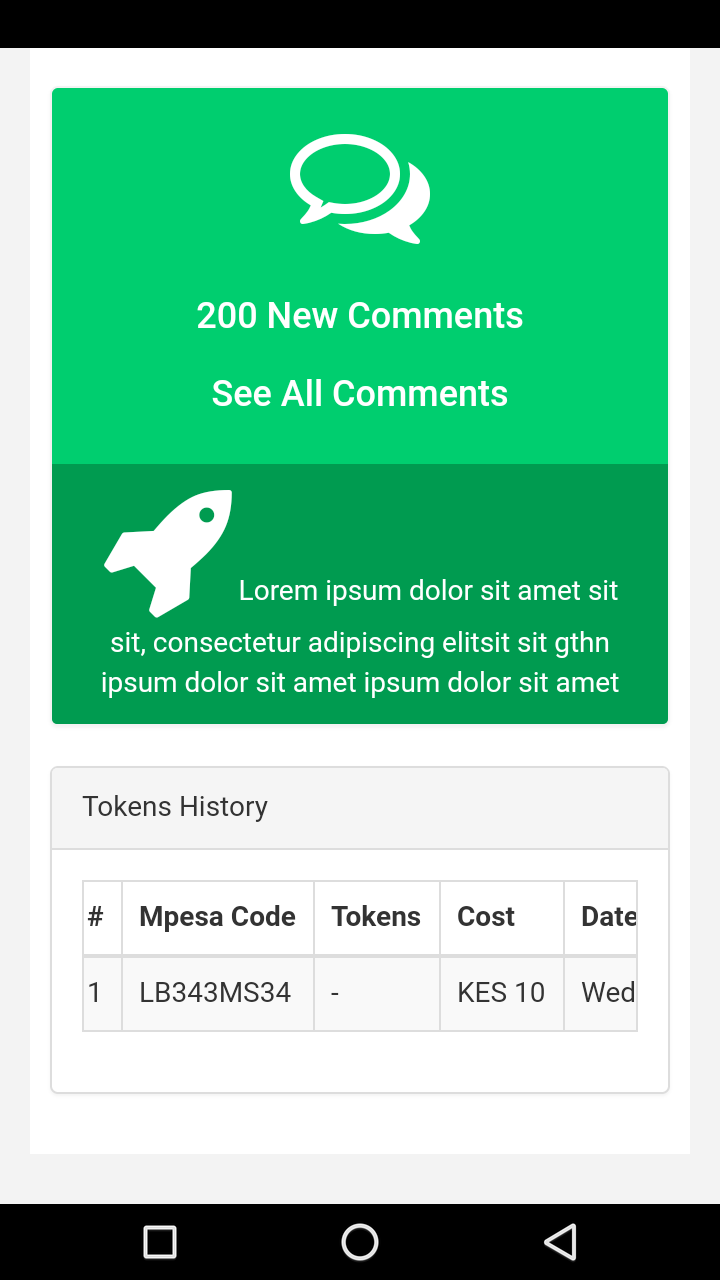 200 New Comments
See All Comments
Lorem ipsum dolor sit amet sit
sit, consectetur adipiscing elitsit sit gthn
ipsum dolor sit amet ipsum dolor sit amet
Tokens History
# Mpesa Code Tokens Cost Date
1 LB343MS34 - KES 10 Wed